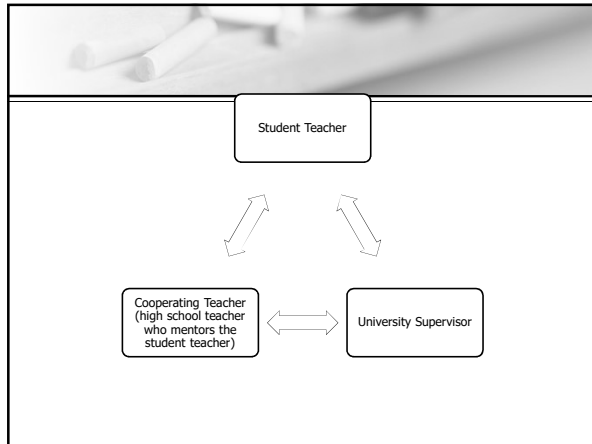 Student Teacher
Cooperating Teacher
(high school teacher
who mentors the
student teacher)
University Supervisor